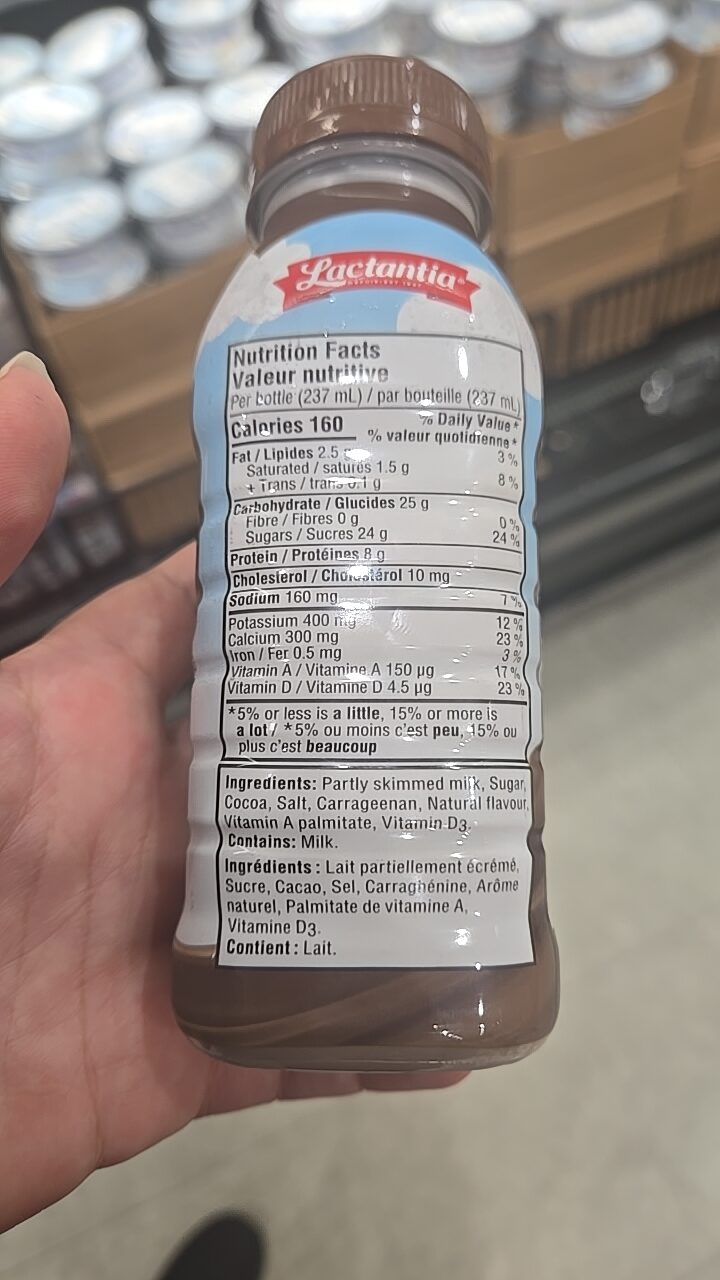 Lactantia
Nutrition Facts
Valeur nutritive
Per bottle (237 mL) / par bouteille (237 mL)
Calories 160 % Daily Value*
% valeur quotidienne*
Fat / Lipides 2.5 g 3 %
Saturated / saturés 1.5 g
+ Trans / trans 0.1 g 8 %
Carbohydrate / Glucides 25 g
Fibre / Fibres 0 g 0 %
Sugars / Sucres 24 g 24 %
Protein / Protéines 8 g
Cholesterol / Cholestérol 10 mg
Sodium 160 mg 7 %
Potassium 400 mg 12 %
Calcium 300 mg 23 %
Iron / Fer 0.5 mg 3 %
Vitamin A / Vitamine A 150 µg 17 %
Vitamin D / Vitamine D 4.5 µg 23 %
*5% or less is a little, 15% or more is
a lot / *5% ou moins c'est peu, 15% ou
plus c'est beaucoup
Ingredients: Partly skimmed milk, Sugar,
Cocoa, Salt, Carrageenan, Natural flavour,
Vitamin A palmitate, Vitamin D3.
Contains: Milk.
Ingrédients : Lait partiellement écrémé,
Sucre, Cacao, Sel, Carraghénine, Arôme
naturel, Palmitate de vitamine A,
Vitamine D3.
Contient : Lait.